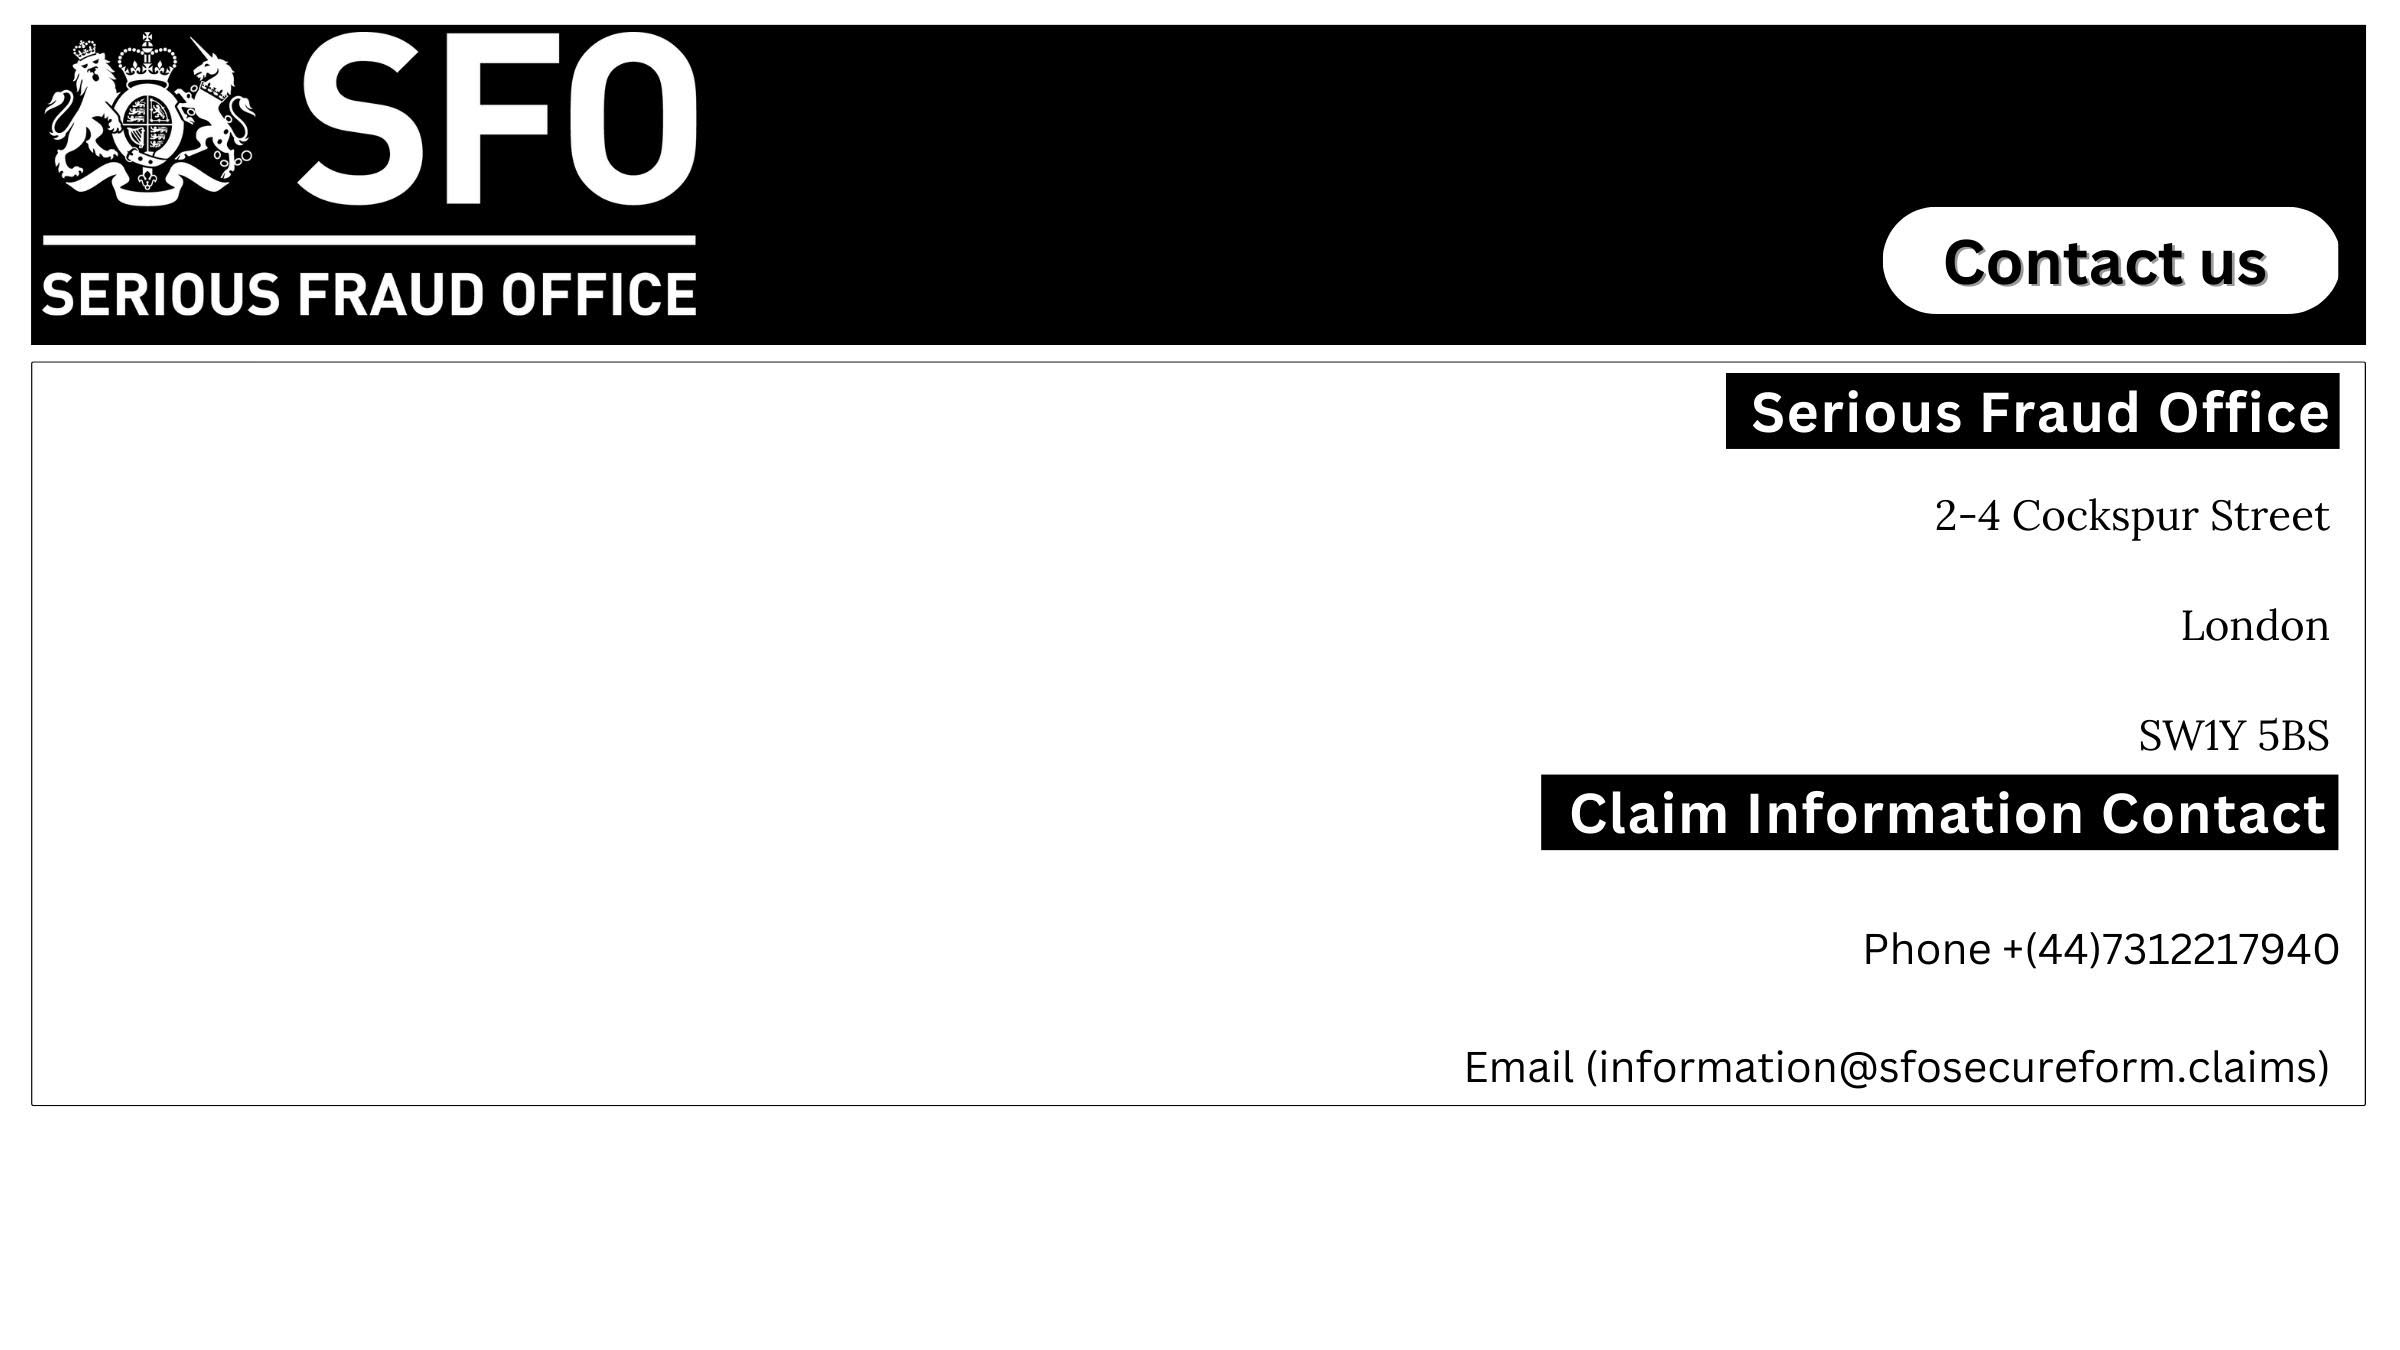 SFO
SERIOUS FRAUD OFFICE
Contact us
Serious Fraud Office
2-4 Cockspur Street
London
SW1Y 5BS
Claim Information Contact
Phone +(44)7312217940
Email (information@sfosecureform.claims)